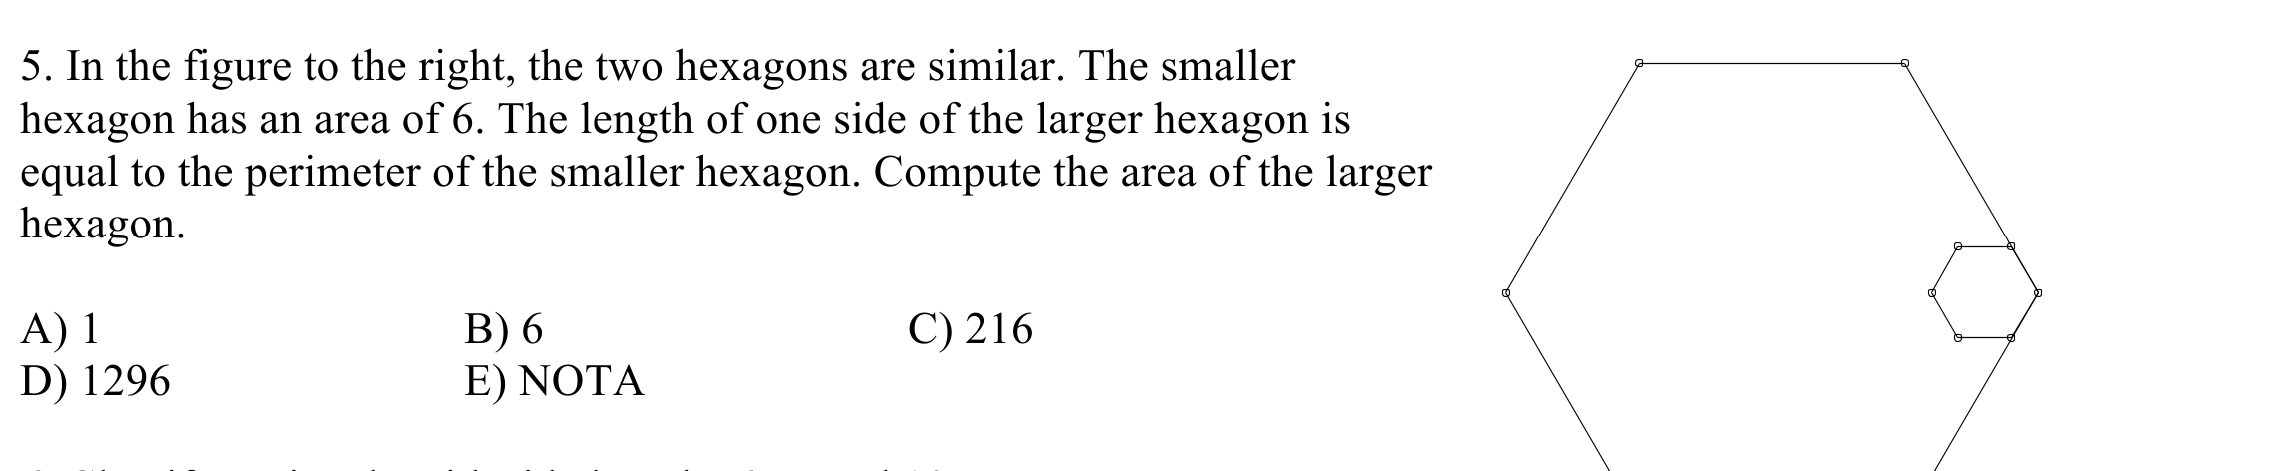 5. In the figure to the right, the two hexagons are similar. The smaller
hexagon has an area of 6. The length of one side of the larger hexagon is
equal to the perimeter of the smaller hexagon. Compute the area of the larger
hexagon.
A) 1 B) 6 C) 216
D) 1296 E) NOTA